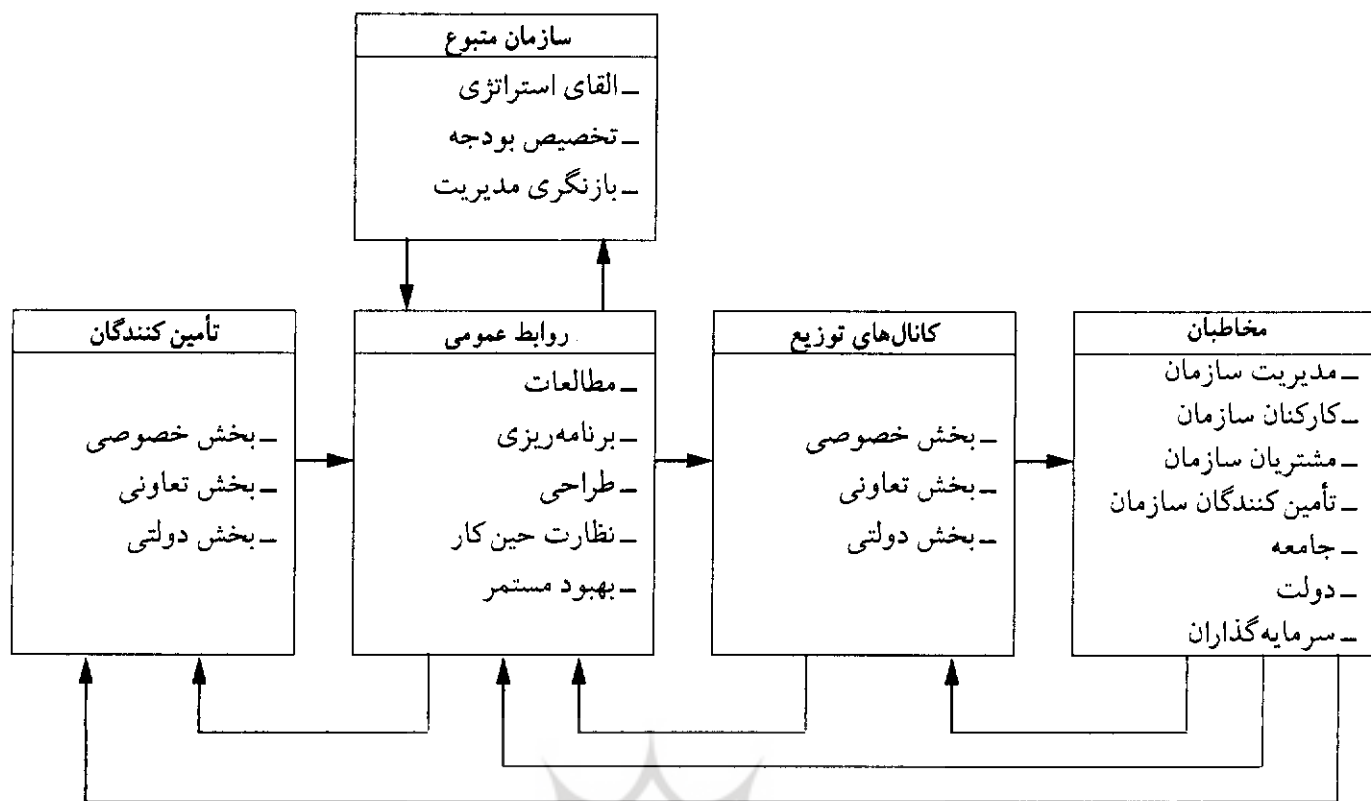 سازمان متبوع
ـ القای استراتژی
ـ تخصیص بودجه
ـ بازنگری مدیریت
تأمین کنندگان
ـ بخش خصوصی
ـ بخش تعاونی
ـ بخش دولتی
روابط عمومی
ـ مطالعات
ـ برنامه‌ریزی
ـ طراحی
ـ نظارت حین کار
ـ بهبود مستمر
کانال‌های توزیع
ـ بخش خصوصی
ـ بخش تعاونی
ـ بخش دولتی
مخاطبان
ـ مدیریت سازمان
ـ کارکنان سازمان
ـ مشتریان سازمان
ـ تأمین کنندگان سازمان
ـ جامعه
ـ دولت
ـ سرمایه‌گذاران